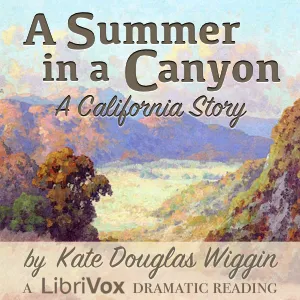 A Summer
in a Canyon
A California Story
by Kate Douglas Wiggin
A LibriVox DRAMATIC READING